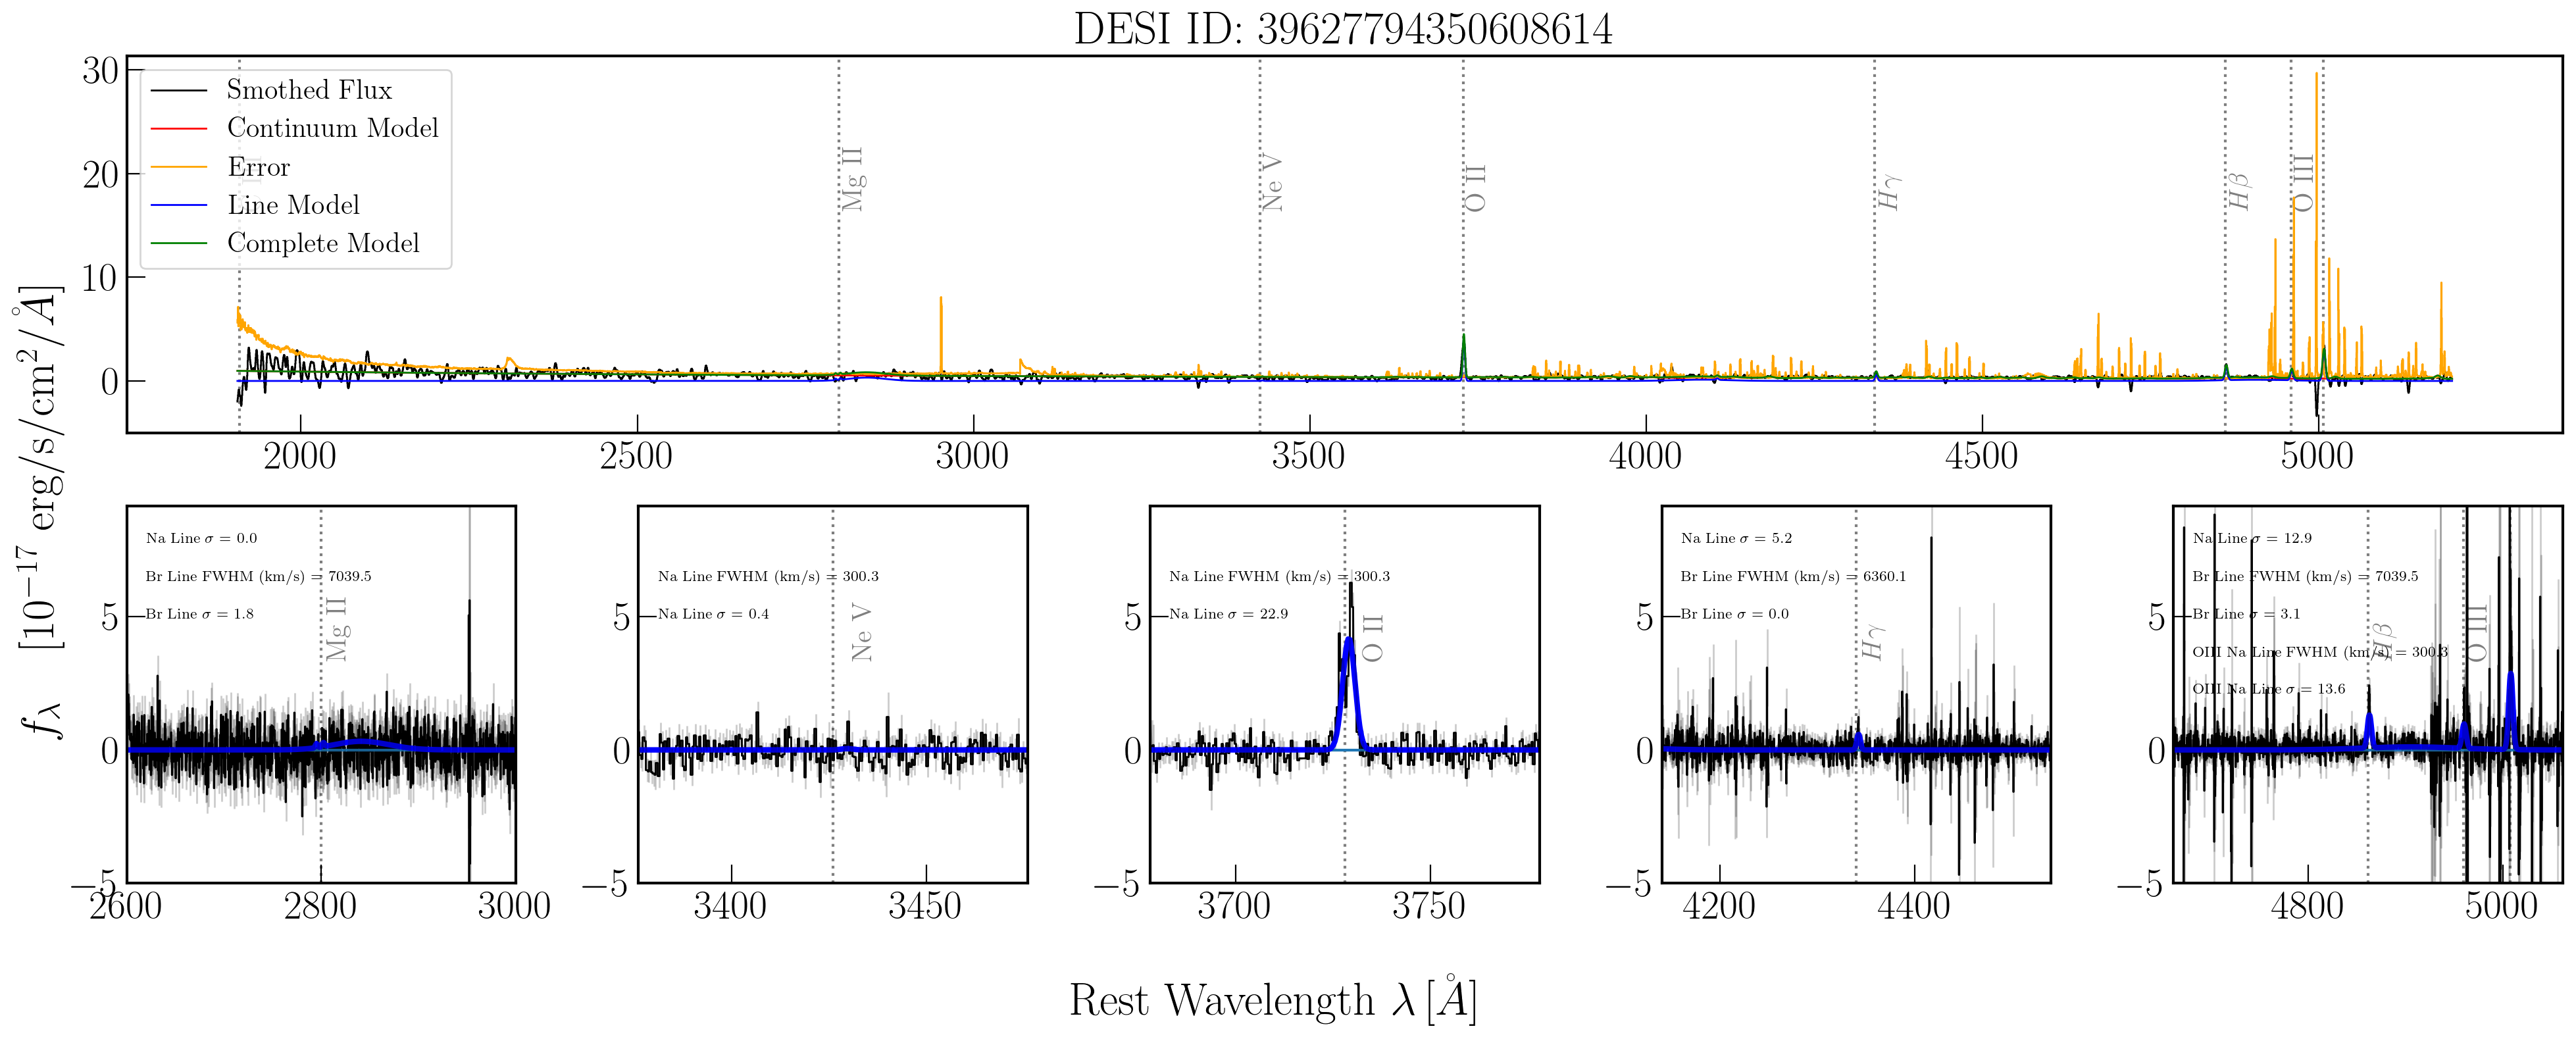 DESI ID: 39627794350608614
30
20
10
0
Smothed Flux
Continuum Model
Error
Line Model
Complete Model
Mg II
Ne V
O II
Hγ
Hβ
O III
2000
2500
3000
3500
4000
4500
5000
fλ [10−17 erg/s/cm2/Å]
Na Line σ = 0.0
Br Line FWHM (km/s) = 7039.5
Br Line σ = 1.8
Mg II
5
0
−5
2600
2800
3000
Na Line FWHM (km/s) = 300.3
Na Line σ = 0.4
Ne V
5
0
−5
3400
3450
Na Line FWHM (km/s) = 300.3
Na Line σ = 22.9
O II
5
0
−5
3700
3750
Na Line σ = 5.2
Br Line FWHM (km/s) = 6360.1
Br Line σ = 0.0
Hγ
5
0
−5
4200
4400
Na Line σ = 12.9
Br Line FWHM (km/s) = 7039.5
Br Line σ = 3.1
OIII Na Line FWHM (km/s) = 300.3
OIII Na Line σ = 13.6
Hβ
O III
5
0
−5
4800
5000
Rest Wavelength λ [Å]